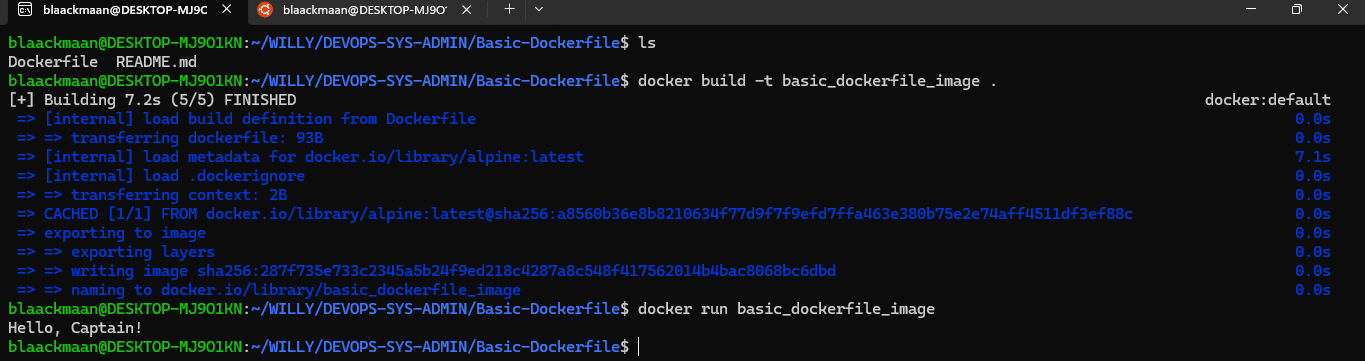 blaackmaan@DESKTOP-MJ9C
blaackmaan@DESKTOP-MJ9O'
blaackmaan@DESKTOP-MJ9O1KN:~/WILLY/DEVOPS-SYS-ADMIN/Basic-Dockerfile$ ls
Dockerfile  README.md
blaackmaan@DESKTOP-MJ9O1KN:~/WILLY/DEVOPS-SYS-ADMIN/Basic-Dockerfile$ docker build -t basic_dockerfile_image .
[+] Building 7.2s (5/5) FINISHED docker:default
=> [internal] load build definition from Dockerfile 0.0s
=> => transferring dockerfile: 93B 0.0s
=> [internal] load metadata for docker.io/library/alpine:latest 7.1s
=> [internal] load .dockerignore 0.0s
=> => transferring context: 2B 0.0s
=> CACHED [1/1] FROM docker.io/library/alpine:latest@sha256:a8560b36e8b8210634f77d9f7f9efd7ffa463e380b75e2e74aff4511df3ef88c 0.0s
=> exporting to image 0.0s
=> => exporting layers 0.0s
=> => writing image sha256:287f735e733c2345a5b24f9ed218c4287a8c548f417562014b4bac8068bc6dbd 0.0s
=> => naming to docker.io/library/basic_dockerfile_image 0.0s
blaackmaan@DESKTOP-MJ9O1KN:~/WILLY/DEVOPS-SYS-ADMIN/Basic-Dockerfile$ docker run basic_dockerfile_image
Hello, Captain!
blaackmaan@DESKTOP-MJ9O1KN:~/WILLY/DEVOPS-SYS-ADMIN/Basic-Dockerfile$